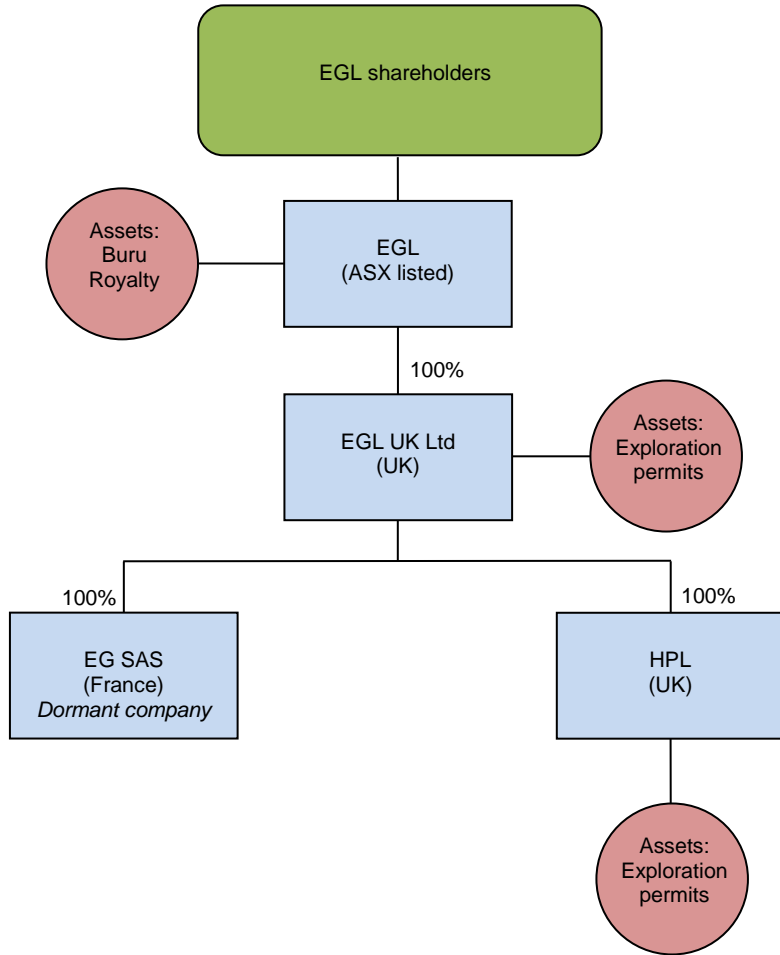 EGL shareholders
Assets:
Buru
Royalty
EGL
(ASX listed)
100%
EGL UK Ltd
(UK)
Assets:
Exploration
permits
100%
100%
EG SAS
(France)
Dormant company
HPL
(UK)
Assets:
Exploration
permits